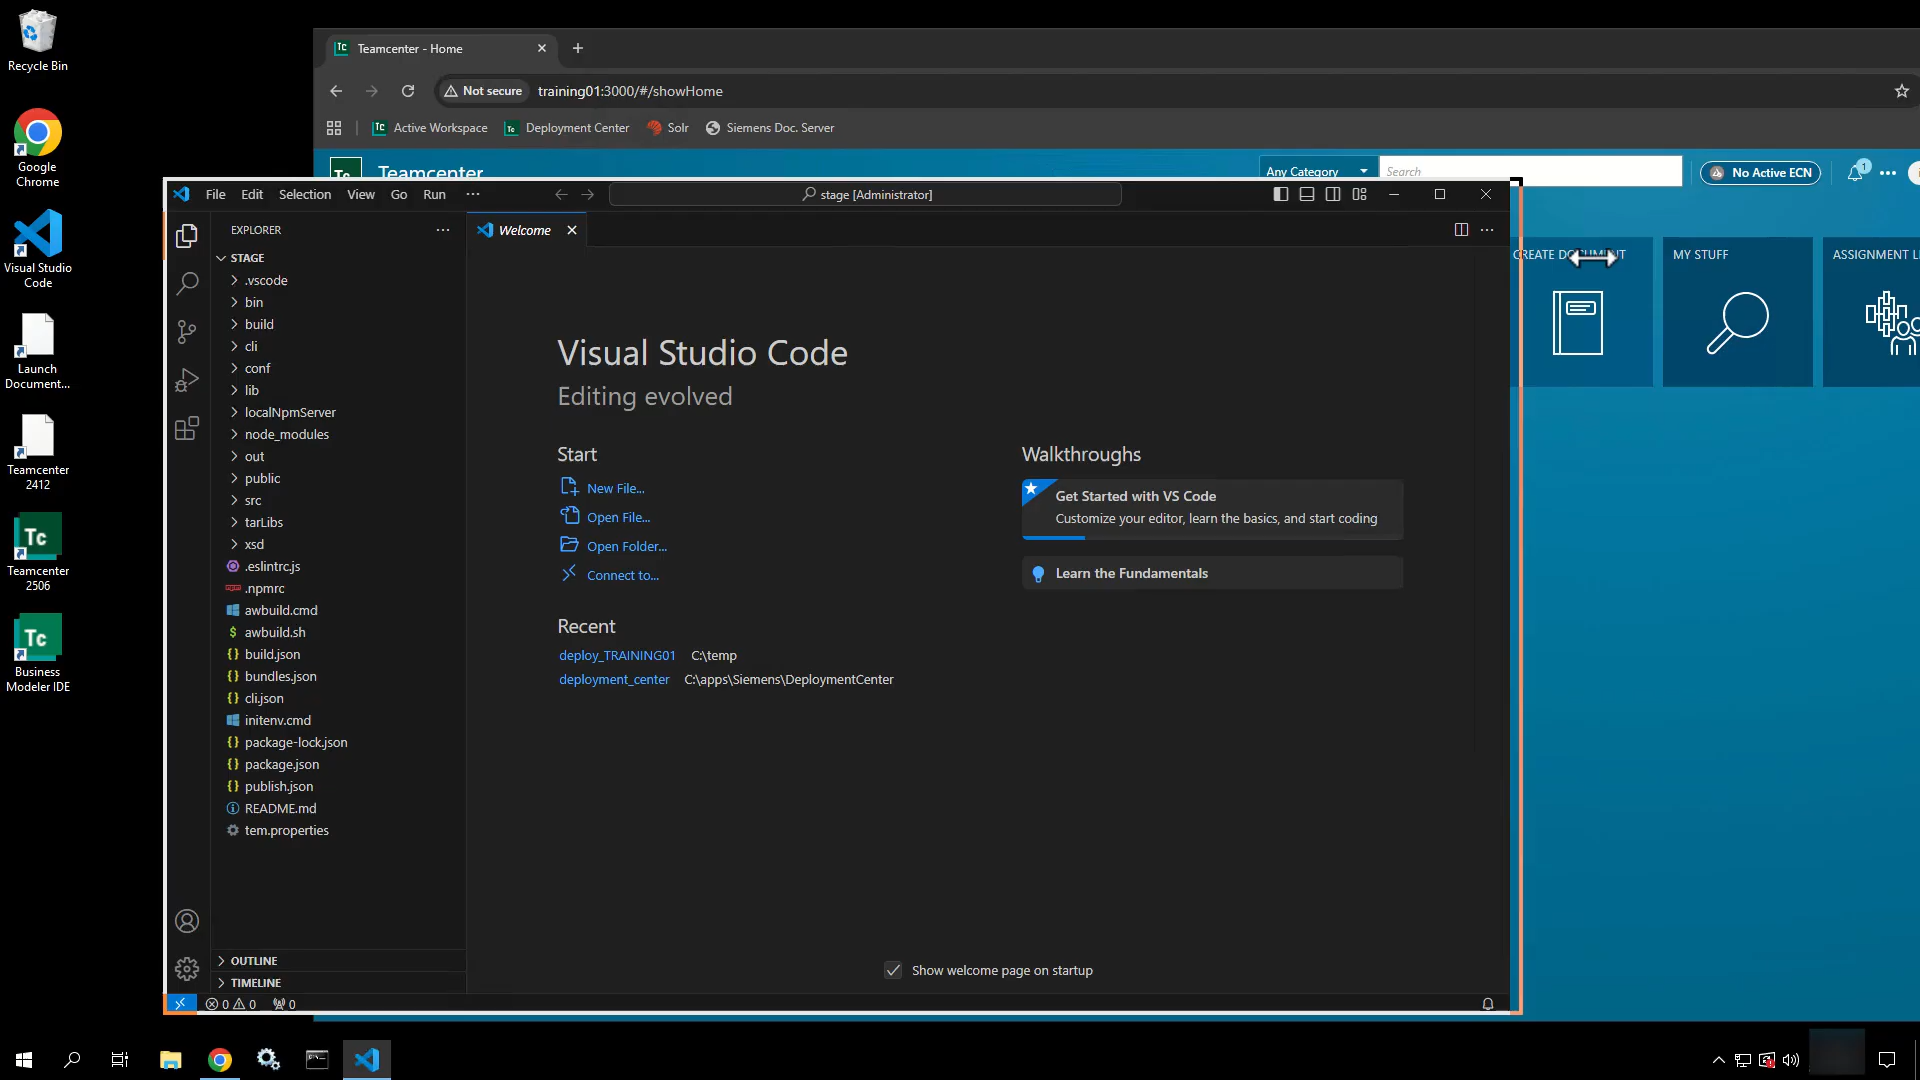 Recycle Bin
Google
Chrome
Visual Studio
Code
Launch
Document...
Teamcenter
2412
Teamcenter
2506
Business
Modeler IDE
Teamcenter - Home
Not secure
training01:3000/#/showHome
Active Workspace
Deployment Center
Solr
Siemens Doc. Server
Teamcenter
Any Category
Search
No Active ECN
1
File Edit Selection View Go Run
stage [Administrator]
EXPLORER
Welcome
STAGE
.vscode
bin
build
cli
conf
lib
localNpmServer
node_modules
out
public
src
tarLibs
xsd
.eslintrc.js
.npmrc
awbuild.cmd
awbuild.sh
build.json
bundles.json
cli.json
initenv.cmd
package-lock.json
package.json
publish.json
README.md
tem.properties
OUTLINE
TIMELINE
0 0 0
Visual Studio Code
Editing evolved
Start
New File...
Open File...
Open Folder...
Connect to...
Recent
deploy_TRAINING01 C:\temp
deployment_center C:\apps\Siemens\DeploymentCenter
Walkthroughs
Get Started with VS Code
Customize your editor, learn the basics, and start coding
Learn the Fundamentals
Show welcome page on startup
CREATE DOCUMENT
MY STUFF
ASSIGNMENT LI